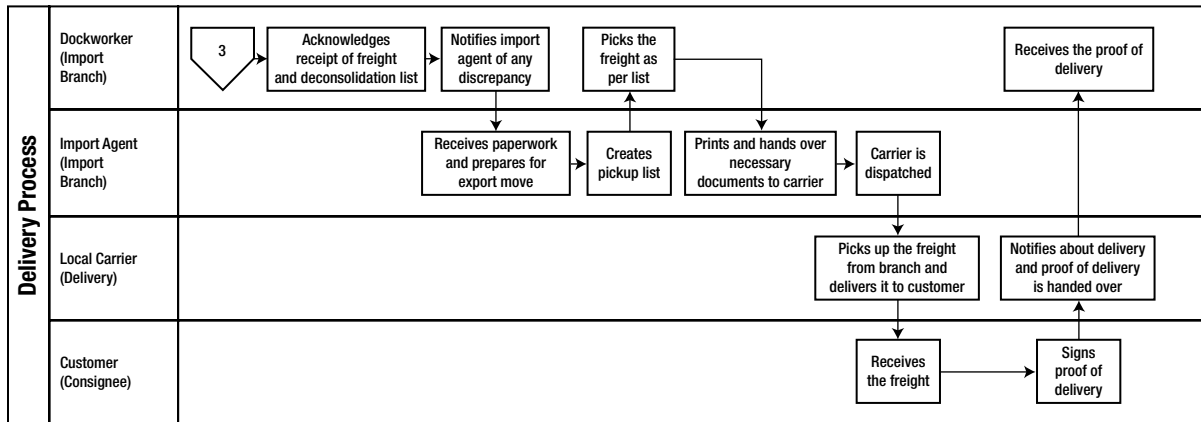 Delivery Process
Dockworker
(Import
Branch)
3
Acknowledges
receipt of freight
and deconsolidation list
Notifies import
agent of any
discrepancy
Picks the
freight as
per list
Receives the proof of
delivery
Import Agent
(Import
Branch)
Receives paperwork
and prepares for
export move
Creates
pickup list
Prints and hands over
necessary
documents to carrier
Carrier is
dispatched
Local Carrier
(Delivery)
Picks up the freight
from branch and
delivers it to customer
Notifies about delivery
and proof of delivery
is handed over
Customer
(Consignee)
Receives
the freight
Signs
proof of
delivery